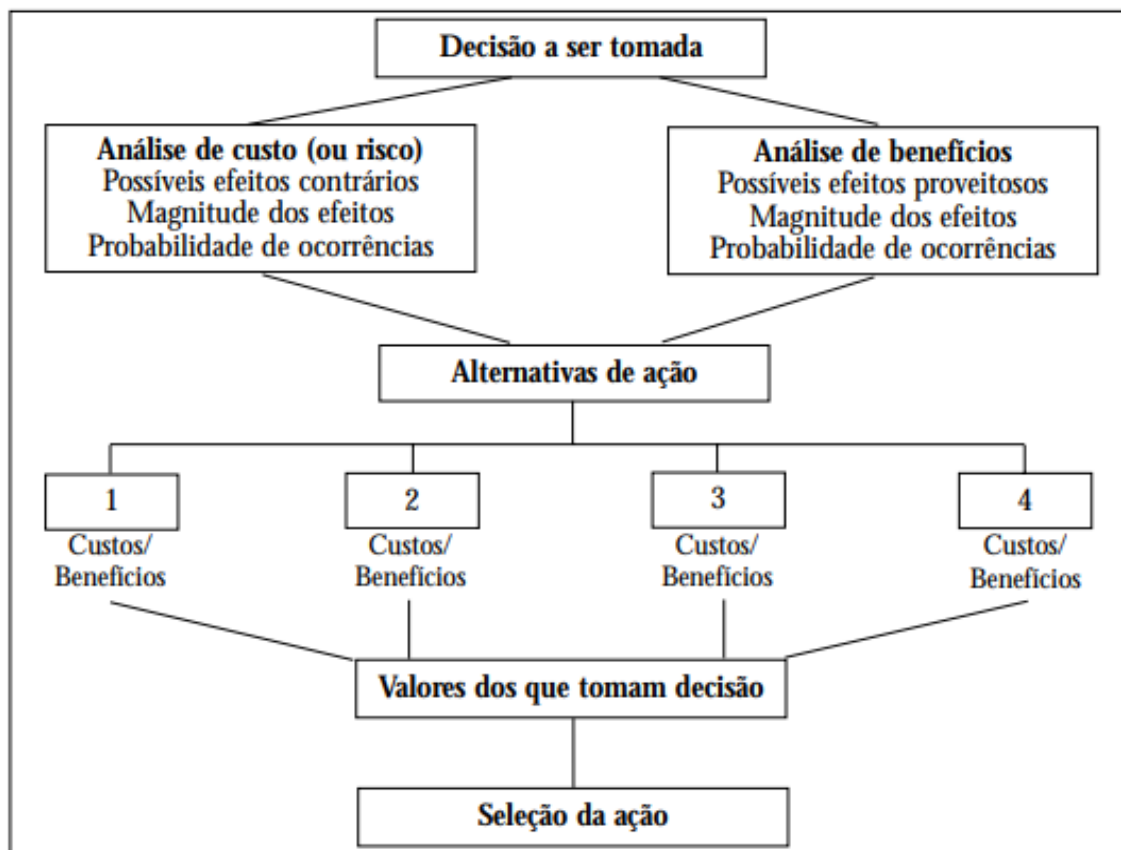 Decisão a ser tomada
Análise de custo (ou risco)
Possíveis efeitos contrários
Magnitude dos efeitos
Probabilidade de ocorrências
Análise de benefícios
Possíveis efeitos proveitosos
Magnitude dos efeitos
Probabilidade de ocorrências
Alternativas de ação
1
Custos/
Benefícios
2
Custos/
Benefícios
3
Custos/
Benefícios
4
Custos/
Benefícios
Valores dos que tomam decisão
Seleção da ação